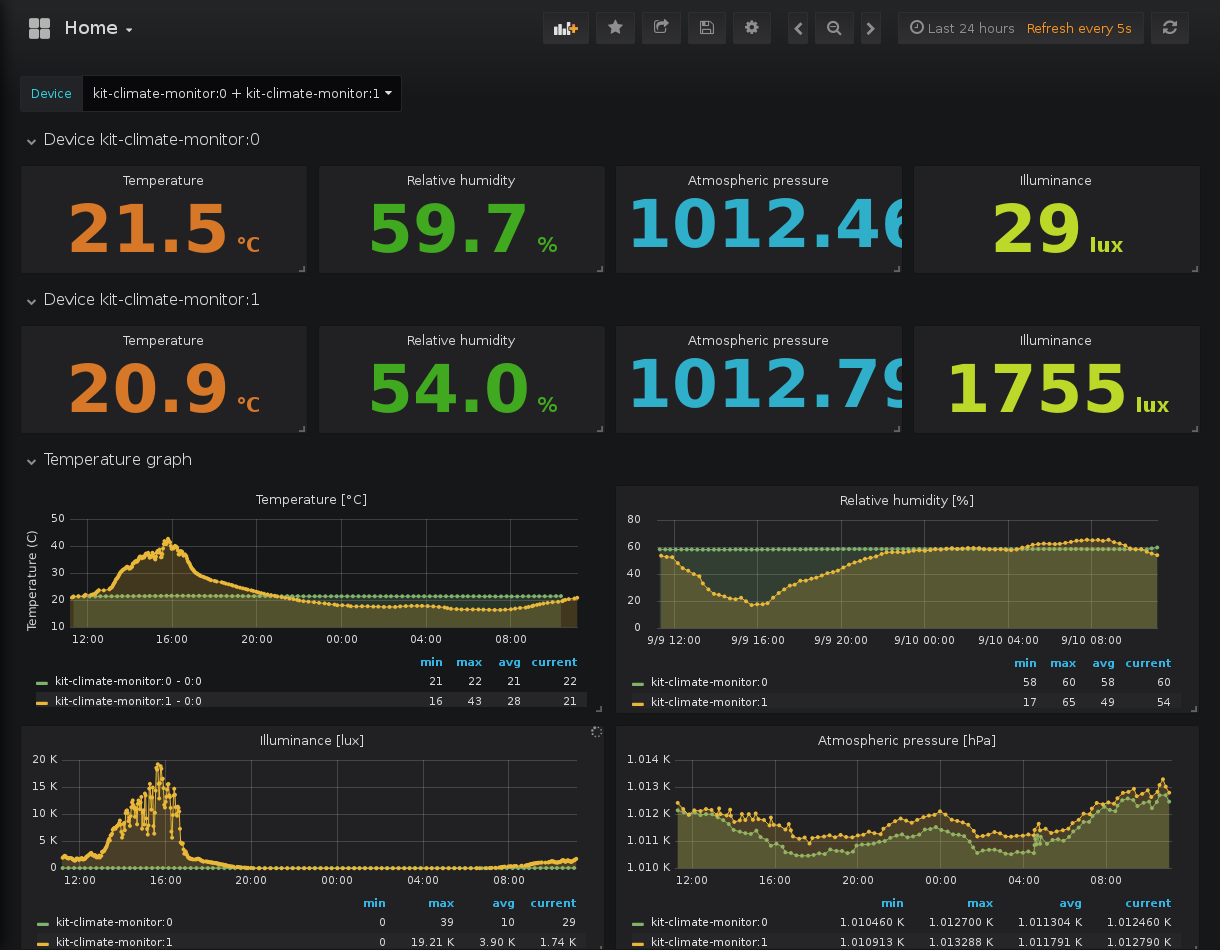 Home
Last 24 hours Refresh every 5s
Device kit-climate-monitor:0 + kit-climate-monitor:1
Device kit-climate-monitor:0
Temperature Relative humidity Atmospheric pressure Illuminance
21.5 °C 59.7 % 1012.46 29 lux
Device kit-climate-monitor:1
Temperature Relative humidity Atmospheric pressure Illuminance
20.9 °C 54.0 % 1012.79 1755 lux
Temperature graph
Temperature [°C]
Temperature (C)
50
40
30
20
10
12:00 16:00 20:00 00:00 04:00 08:00
min max avg current
kit-climate-monitor:0 - 0:0 21 22 21 22
kit-climate-monitor:1 - 0:0 16 43 28 21
Relative humidity [%]
80
60
40
20
0
9/9 12:00 9/9 16:00 9/9 20:00 9/10 00:00 9/10 04:00 9/10 08:00
min max avg current
kit-climate-monitor:0 58 60 58 60
kit-climate-monitor:1 17 65 49 54
Illuminance [lux]
20 K
15 K
10 K
5 K
0
12:00 16:00 20:00 00:00 04:00 08:00
min max avg current
kit-climate-monitor:0 0 39 10 29
kit-climate-monitor:1 0 19.21 K 3.90 K 1.74 K
Atmospheric pressure [hPa]
1.014 K
1.013 K
1.012 K
1.011 K
1.010 K
12:00 16:00 20:00 00:00 04:00 08:00
min max avg current
kit-climate-monitor:0 1.010460 K 1.012700 K 1.011304 K 1.012460 K
kit-climate-monitor:1 1.010913 K 1.013288 K 1.011791 K 1.012790 K